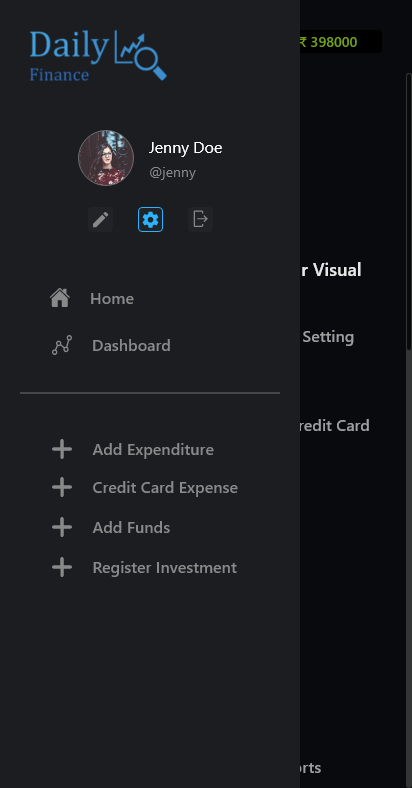 Daily
Finance
₹ 398000
Jenny Doe
@jenny
r Visual
Home
Setting
Dashboard
redit Card
Add Expenditure
Credit Card Expense
Add Funds
Register Investment
orts